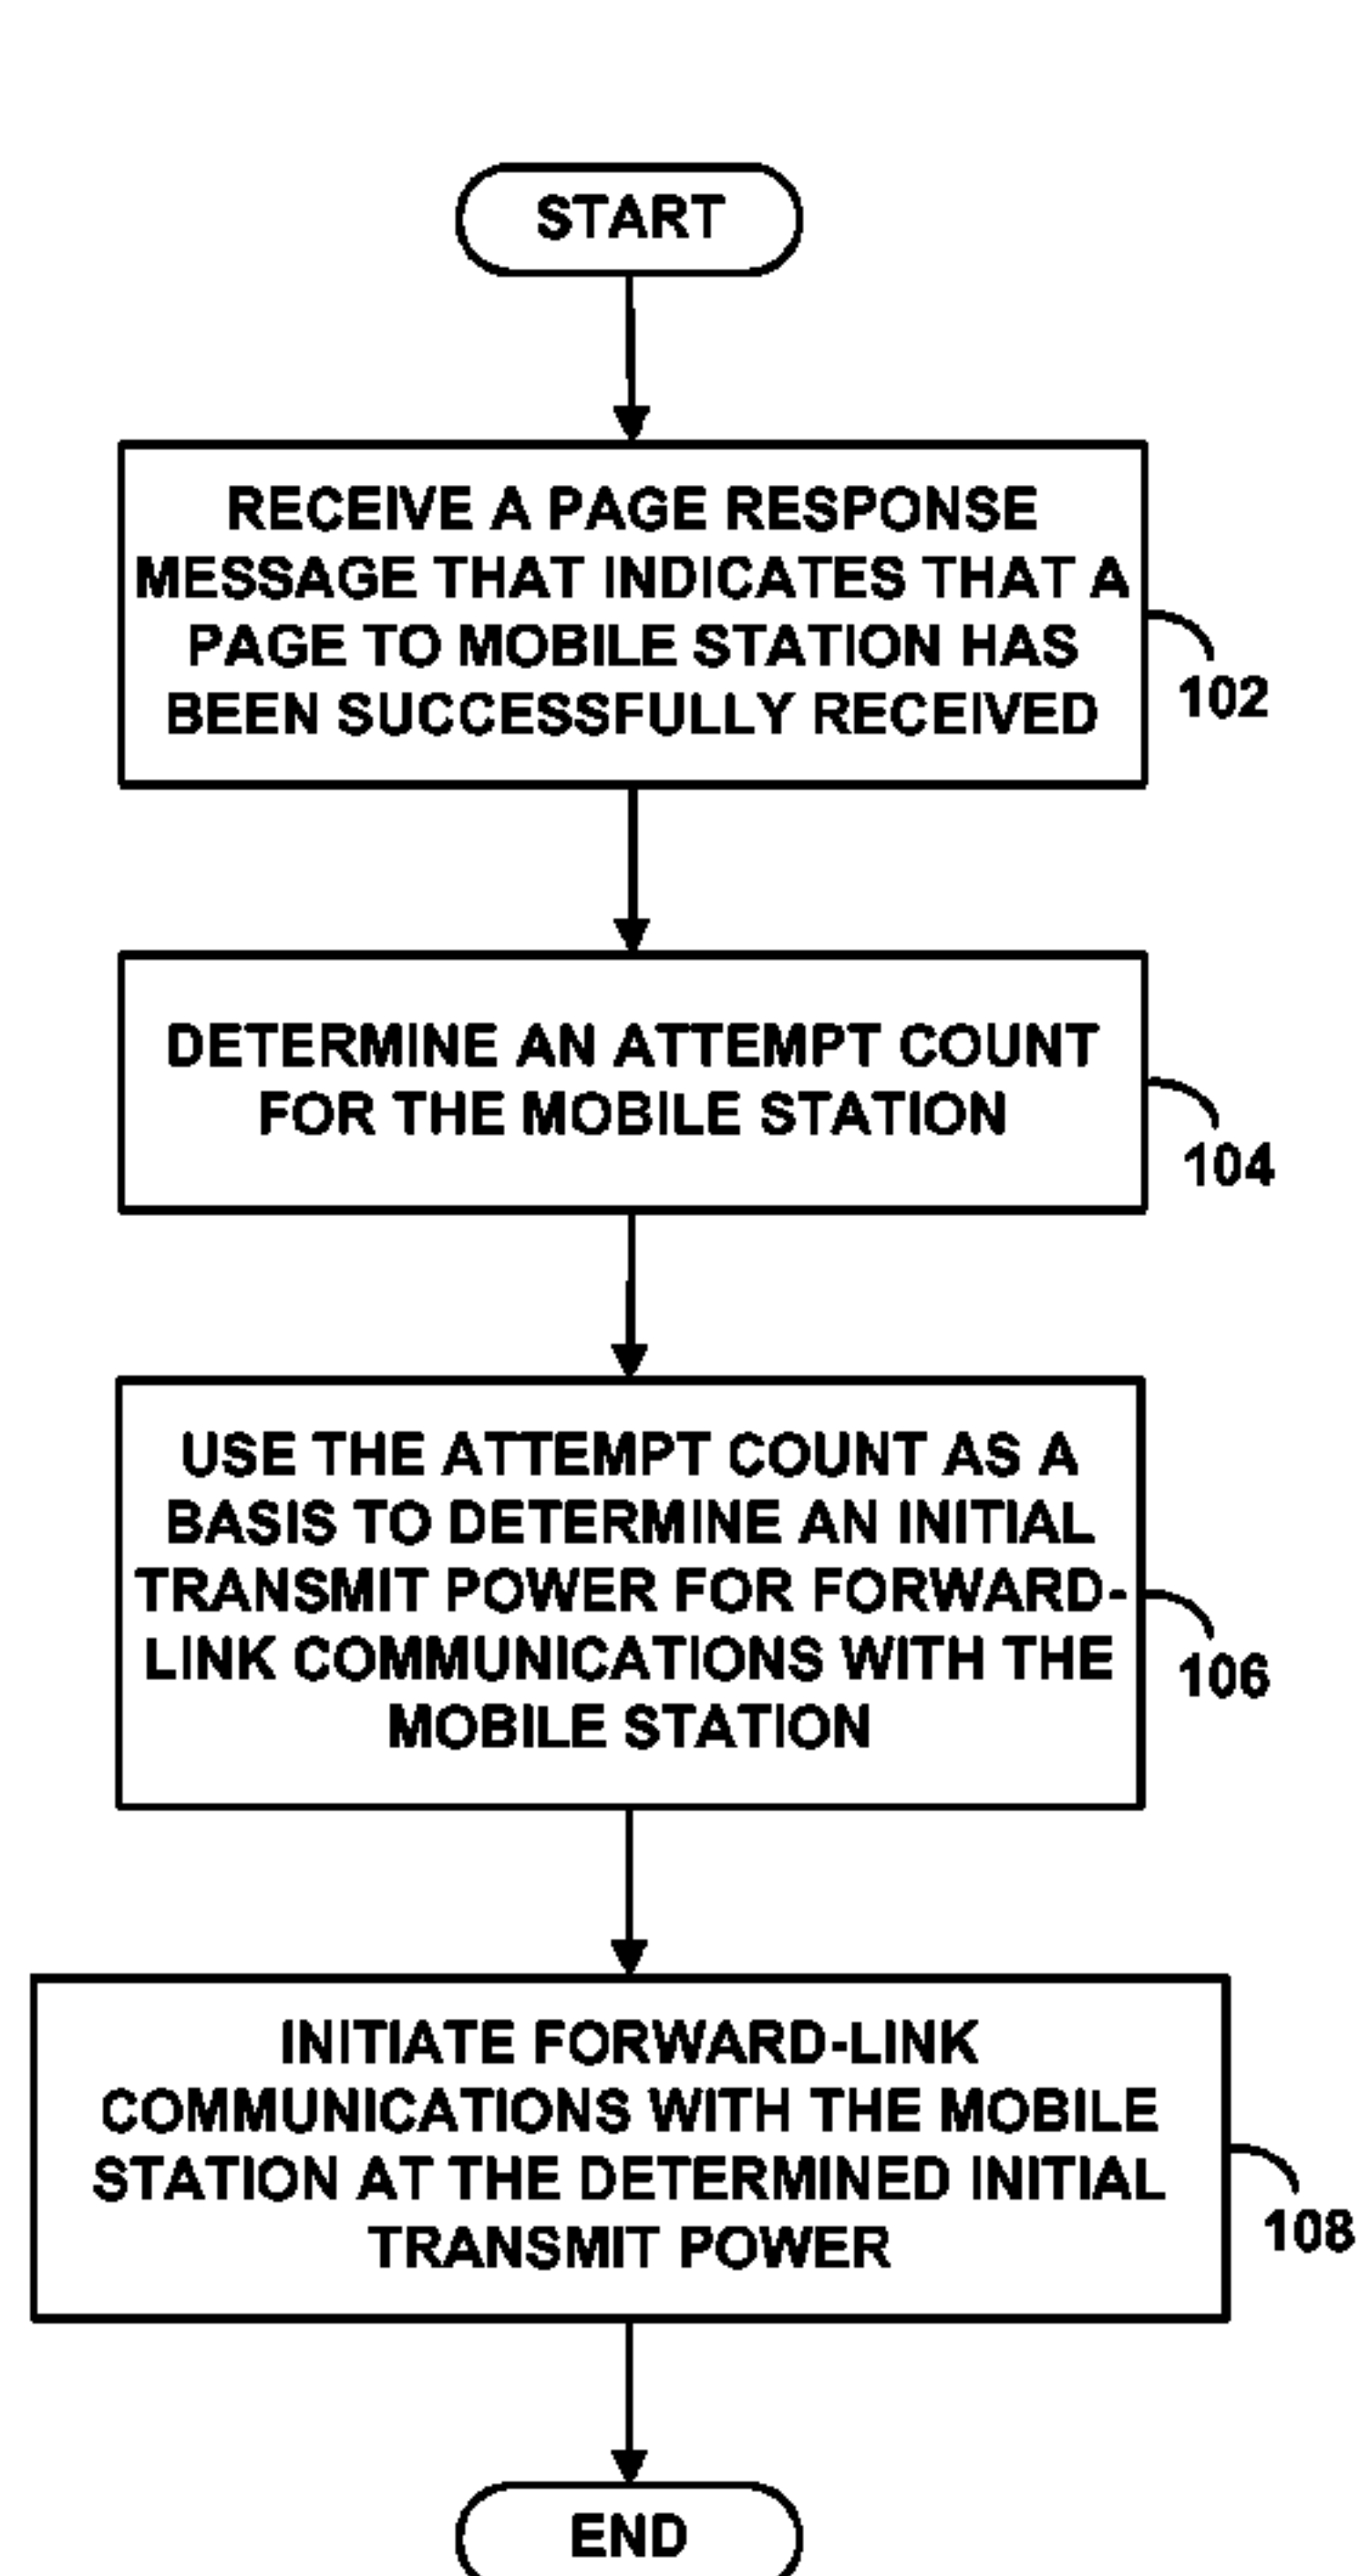 START
RECEIVE A PAGE RESPONSE
MESSAGE THAT INDICATES THAT A
PAGE TO MOBILE STATION HAS
BEEN SUCCESSFULLY RECEIVED
102
DETERMINE AN ATTEMPT COUNT
FOR THE MOBILE STATION
104
USE THE ATTEMPT COUNT AS A
BASIS TO DETERMINE AN INITIAL
TRANSMIT POWER FOR FORWARD-
LINK COMMUNICATIONS WITH THE
MOBILE STATION
106
INITIATE FORWARD-LINK
COMMUNICATIONS WITH THE MOBILE
STATION AT THE DETERMINED INITIAL
TRANSMIT POWER
108
END